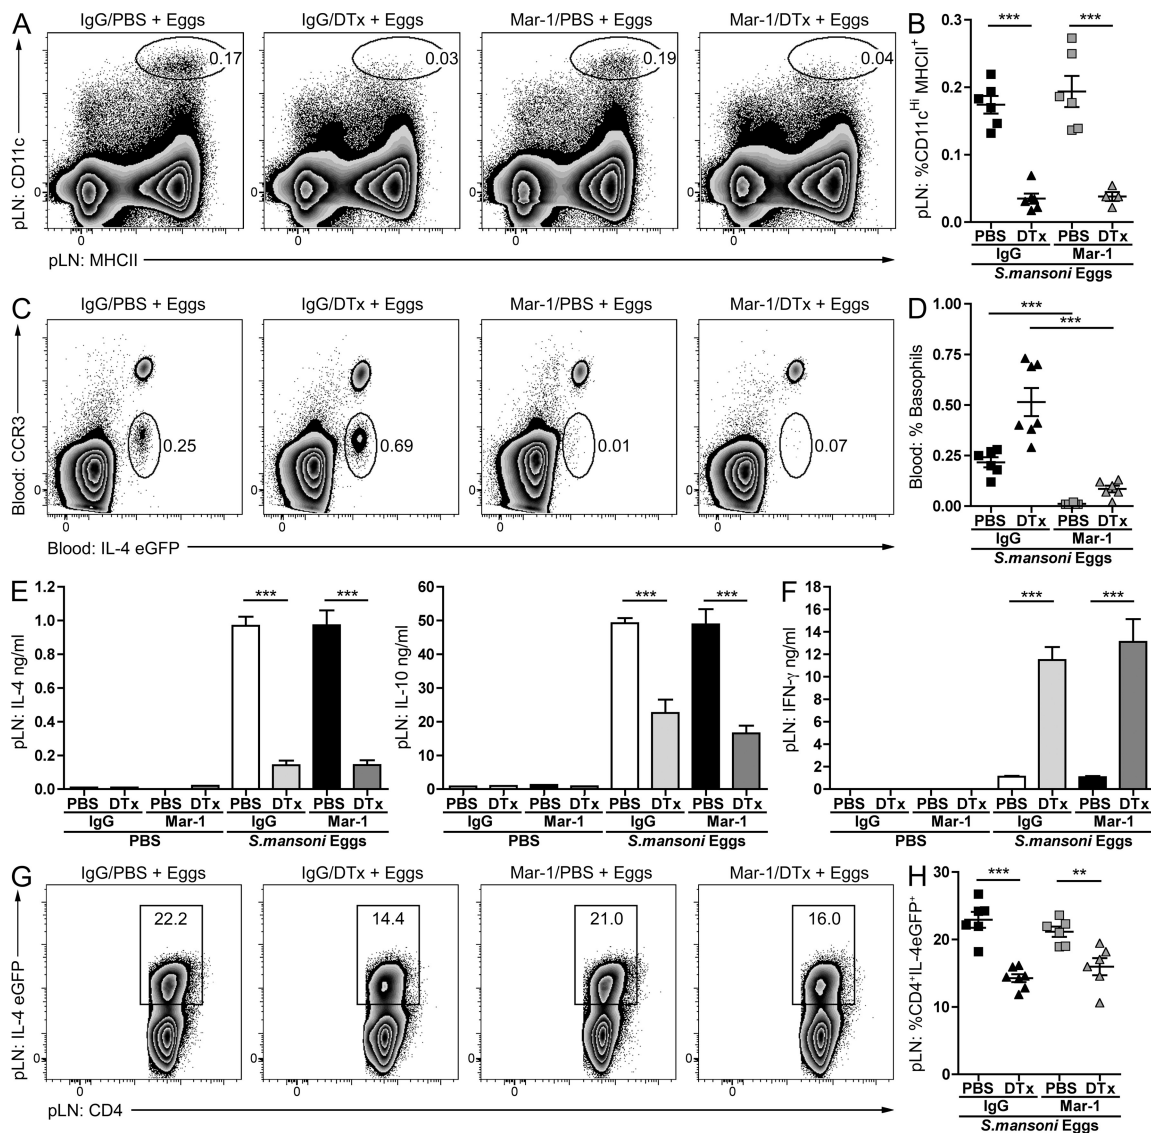 A
IgG/PBS + Eggs
IgG/DTx + Eggs
Mar-1/PBS + Eggs
Mar-1/DTx + Eggs
pLN: CD11c
0.17
0.03
0.19
0.04
0
0 0 0 0
pLN: MHCII
B
pLN: %CD11cHi MHCII+
0.3
0.2
0.1
0.0
*** ***
PBS DTx PBS DTx
IgG Mar-1
S.mansoni Eggs
C
IgG/PBS + Eggs
IgG/DTx + Eggs
Mar-1/PBS + Eggs
Mar-1/DTx + Eggs
Blood: CCR3
0.25
0.69
0.01
0.07
0 0 0 0
0 0 0 0
Blood: IL-4 eGFP
D
Blood: % Basophils
1.00
0.75
0.50
0.25
0.00
***
***
PBS DTx PBS DTx
IgG Mar-1
S.mansoni Eggs
E
pLN: IL-4 ng/ml
1.2
1.0
0.8
0.6
0.4
0.2
0.0
*** ***
PBS DTx PBS DTx PBS DTx PBS DTx
IgG Mar-1 IgG Mar-1
PBS S.mansoni Eggs
pLN: IL-10 ng/ml
60
50
40
30
20
10
0
*** ***
PBS DTx PBS DTx PBS DTx PBS DTx
IgG Mar-1 IgG Mar-1
PBS S.mansoni Eggs
F
pLN: IFN-γ ng/ml
18
16
14
12
10
8
6
4
2
0
*** ***
PBS DTx PBS DTx PBS DTx PBS DTx
IgG Mar-1 IgG Mar-1
PBS S.mansoni Eggs
G
IgG/PBS + Eggs
IgG/DTx + Eggs
Mar-1/PBS + Eggs
Mar-1/DTx + Eggs
pLN: IL-4 eGFP
22.2
14.4
21.0
16.0
0 0 0 0
0 0 0 0
pLN: CD4
H
pLN: %CD4+IL-4eGFP+
30
20
10
0
*** **
PBS DTx PBS DTx
IgG Mar-1
S.mansoni Eggs